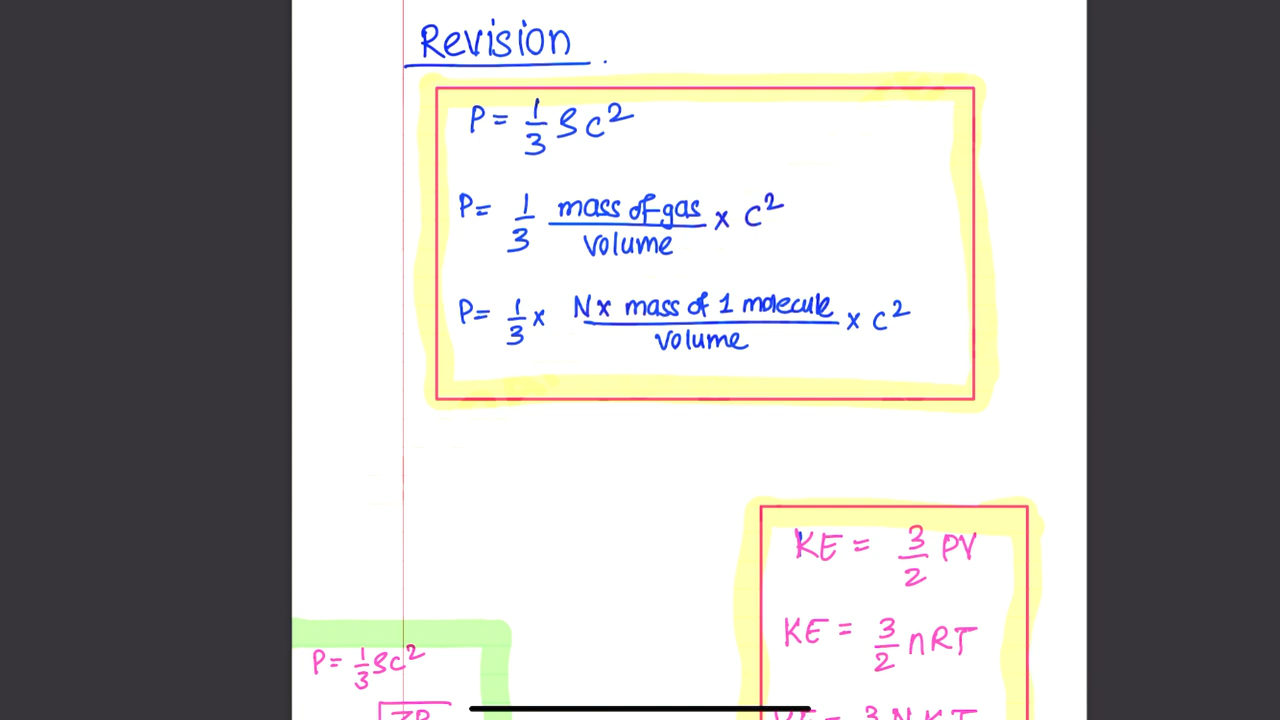 Revision
P = 1/3 ρc²
P = 1/3 mass of gas/volume × c²
P = 1/3 × N × mass of 1 molecule/volume × c²
KE = 3/2 PV
KE = 3/2 nRT
P = 1/3 ρc²